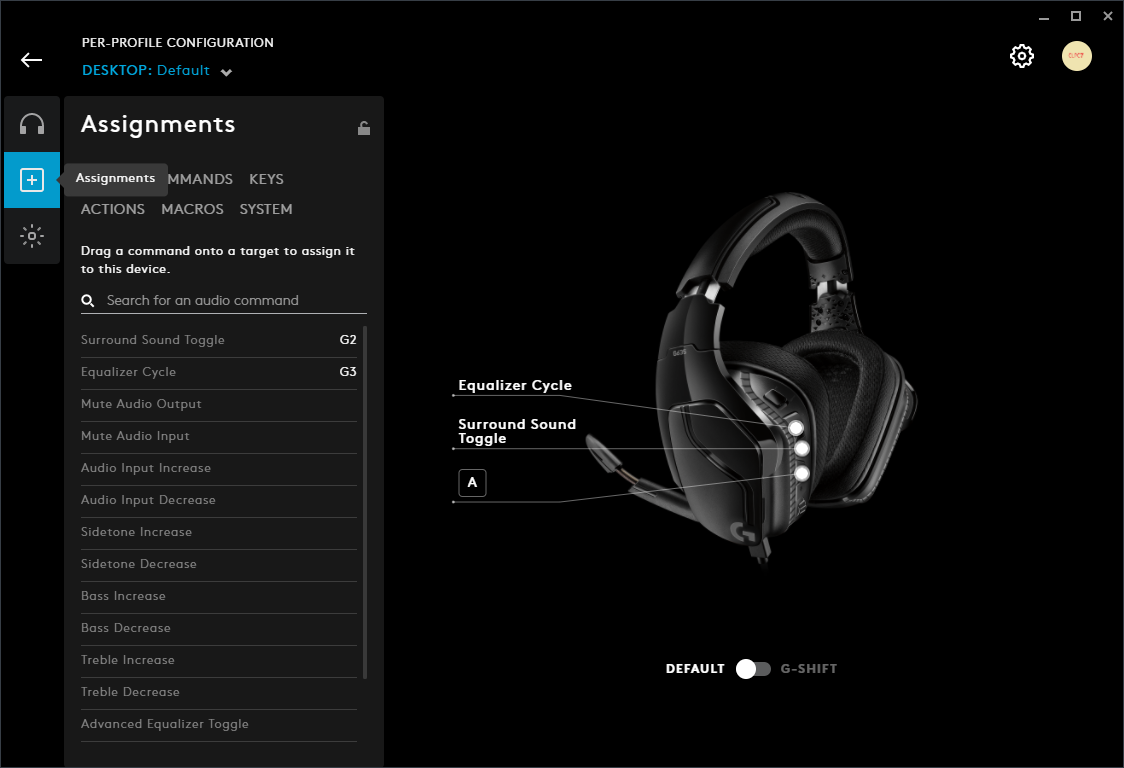 PER-PROFILE CONFIGURATION
DESKTOP: Default
Assignments
Assignments
MMANDS KEYS
ACTIONS MACROS SYSTEM
Drag a command onto a target to assign it
to this device.
Search for an audio command
Surround Sound Toggle G2
Equalizer Cycle G3
Mute Audio Output
Mute Audio Input
Audio Input Increase
Audio Input Decrease
Sidetone Increase
Sidetone Decrease
Bass Increase
Bass Decrease
Treble Increase
Treble Decrease
Advanced Equalizer Toggle
Equalizer Cycle
Surround Sound
Toggle
A
DEFAULT G-SHIFT